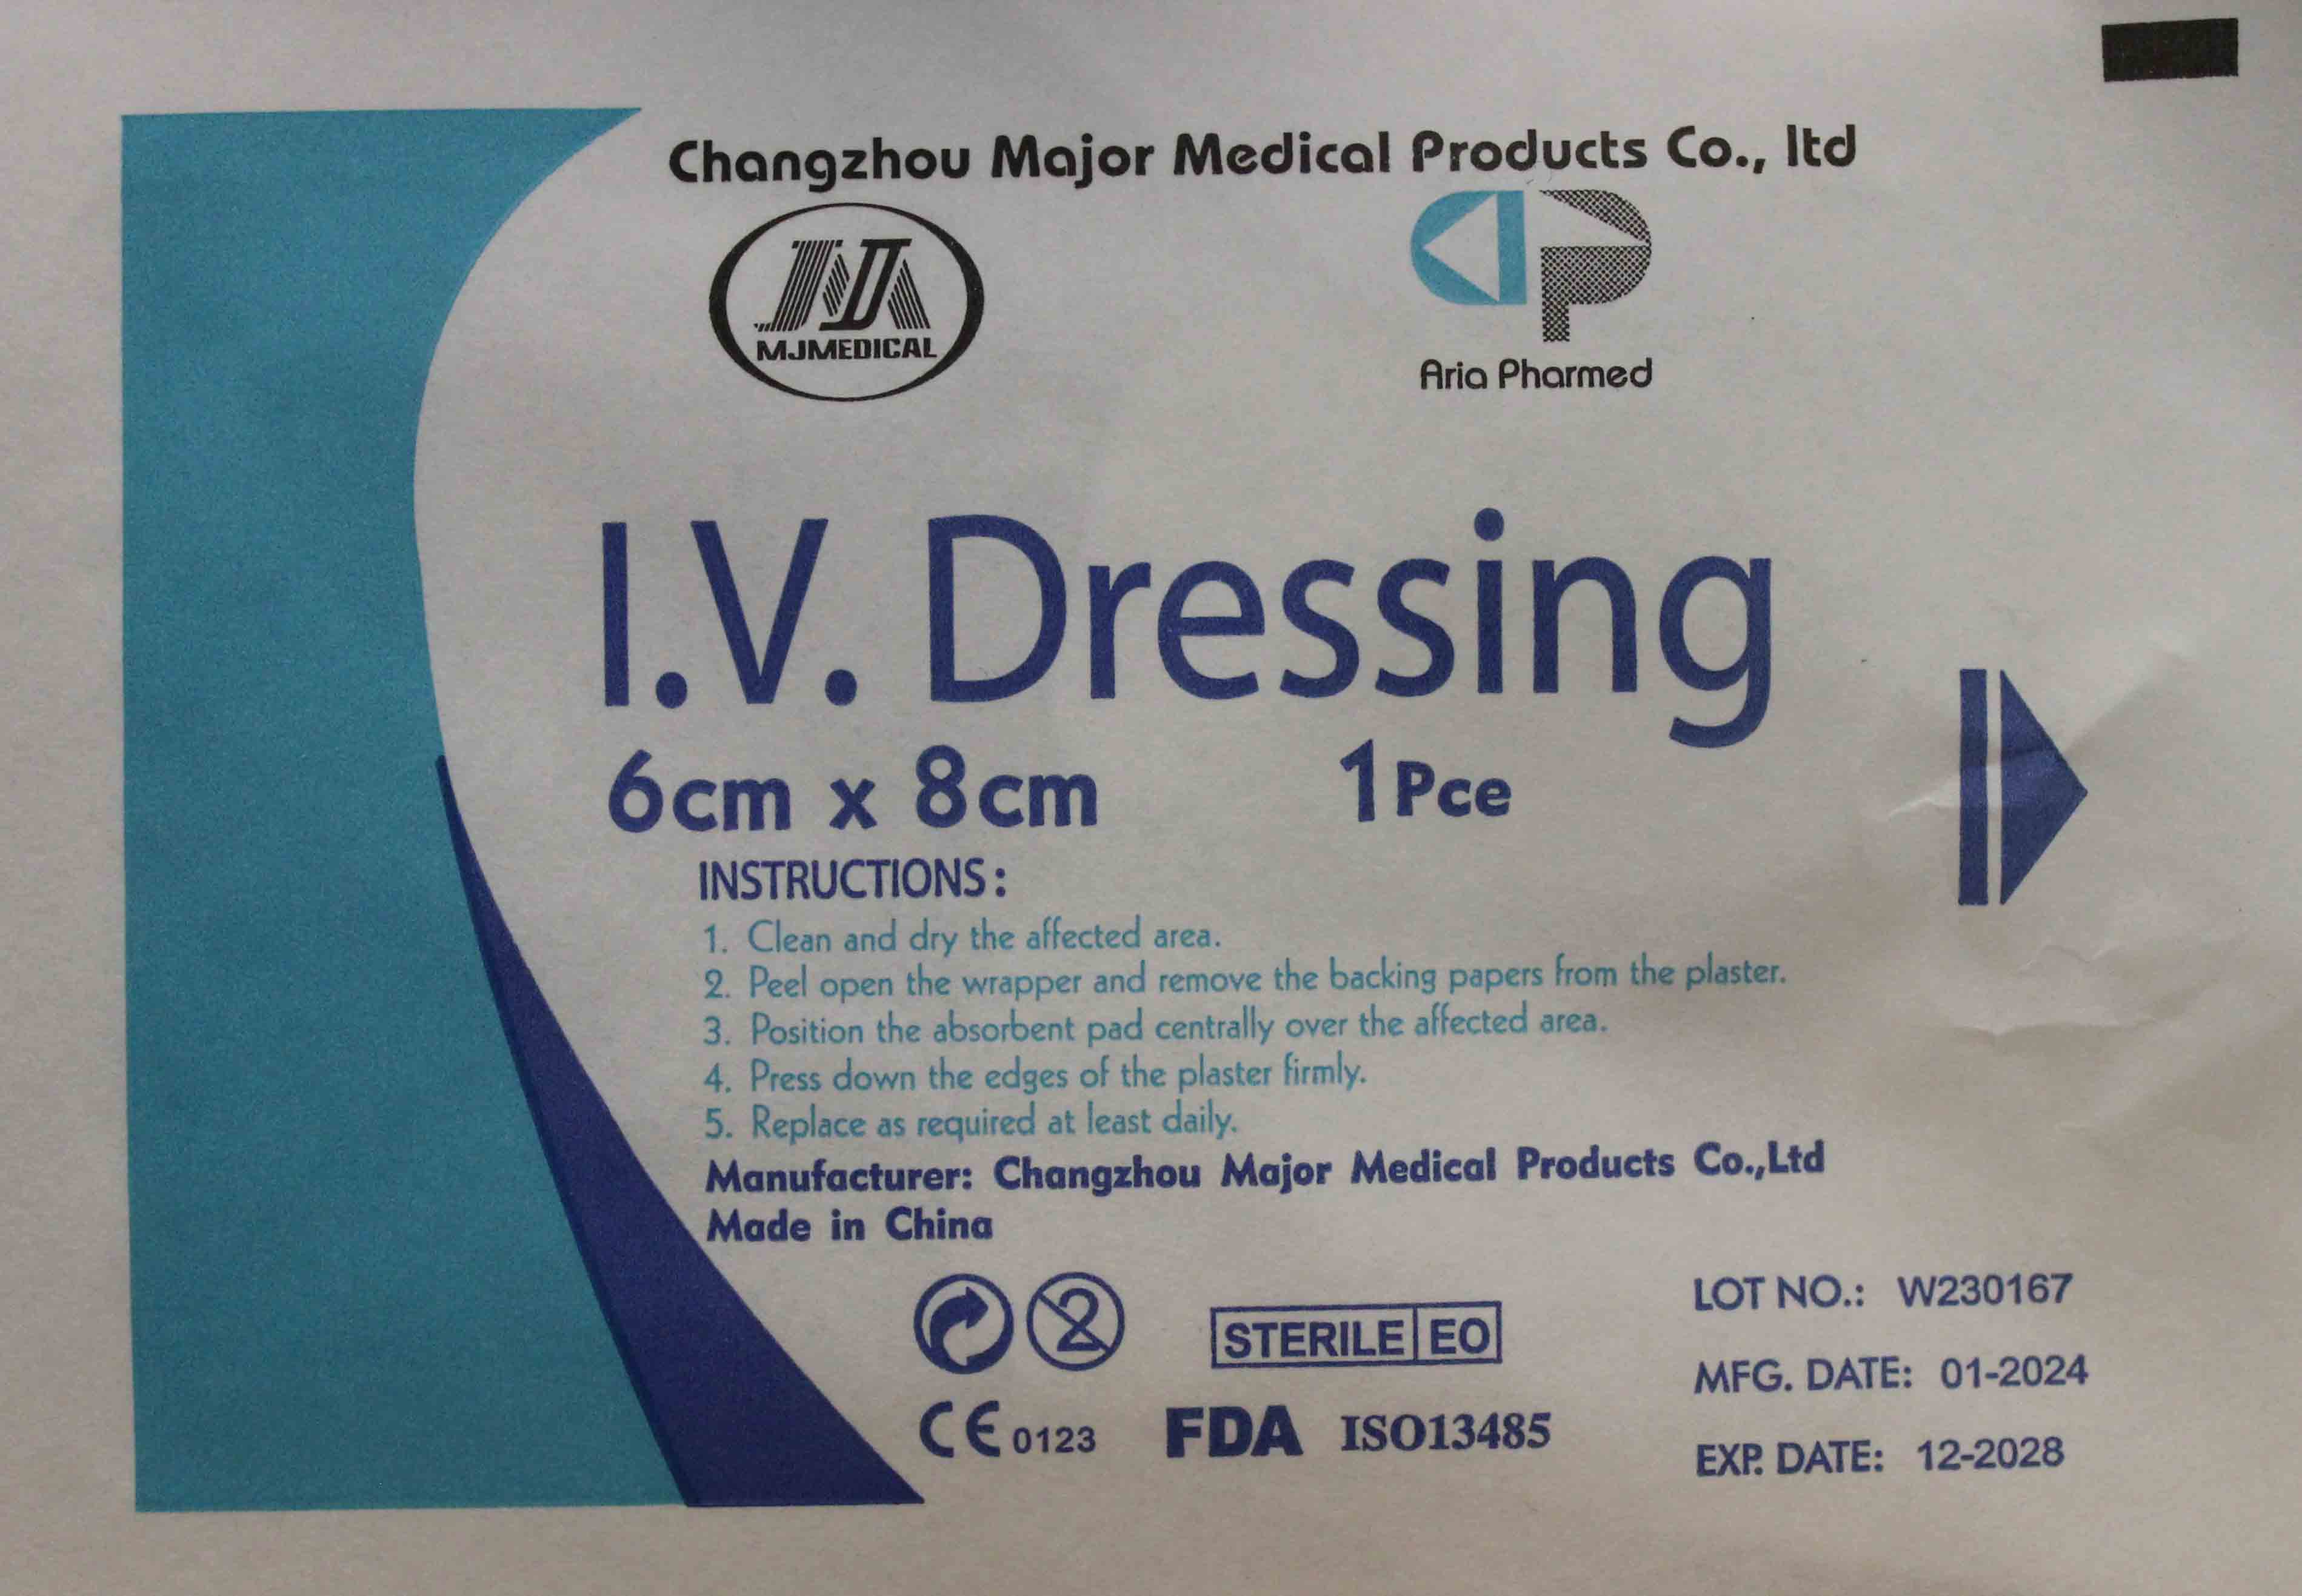 Changzhou Major Medical Products Co., ltd
MJMEDICAL
Aria Pharmed
I.V. Dressing
6cm x 8cm 1Pce
INSTRUCTIONS:
1. Clean and dry the affected area.
2. Peel open the wrapper and remove the backing papers from the plaster.
3. Position the absorbent pad centrally over the affected area.
4. Press down the edges of the plaster firmly.
5. Replace as required at least daily.
Manufacturer: Changzhou Major Medical Products Co.,Ltd
Made in China
2
STERILE EO
CE 0123 FDA ISO13485
LOT NO.: W230167
MFG. DATE: 01-2024
EXP. DATE: 12-2028